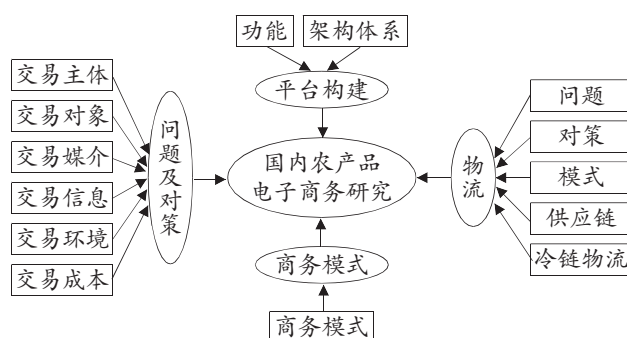 功能
架构体系
平台构建
交易主体
交易对象
交易媒介
交易信息
交易环境
交易成本
问题及对策
国内农产品
电子商务研究
物流
问题
对策
模式
供应链
冷链物流
商务模式
商务模式